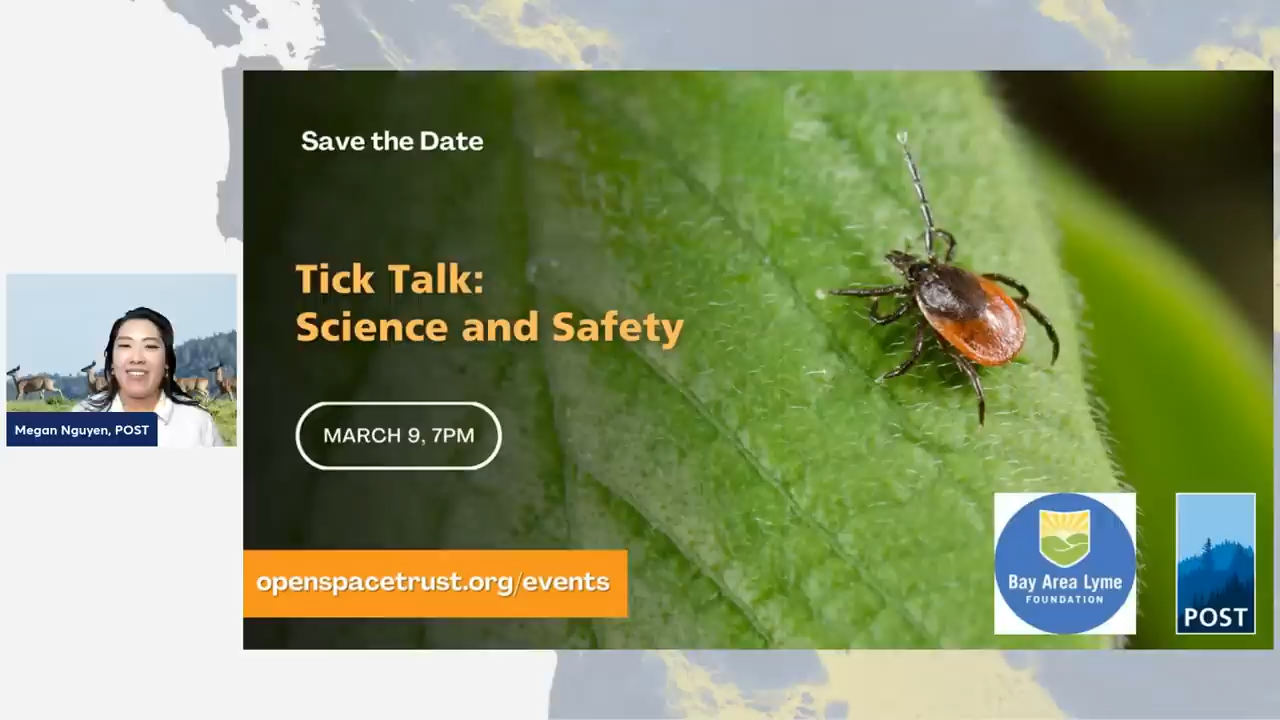 Save the Date
Tick Talk:
Science and Safety
MARCH 9, 7PM
Megan Nguyen, POST
openspacetrust.org/events
Bay Area Lyme
FOUNDATION
POST